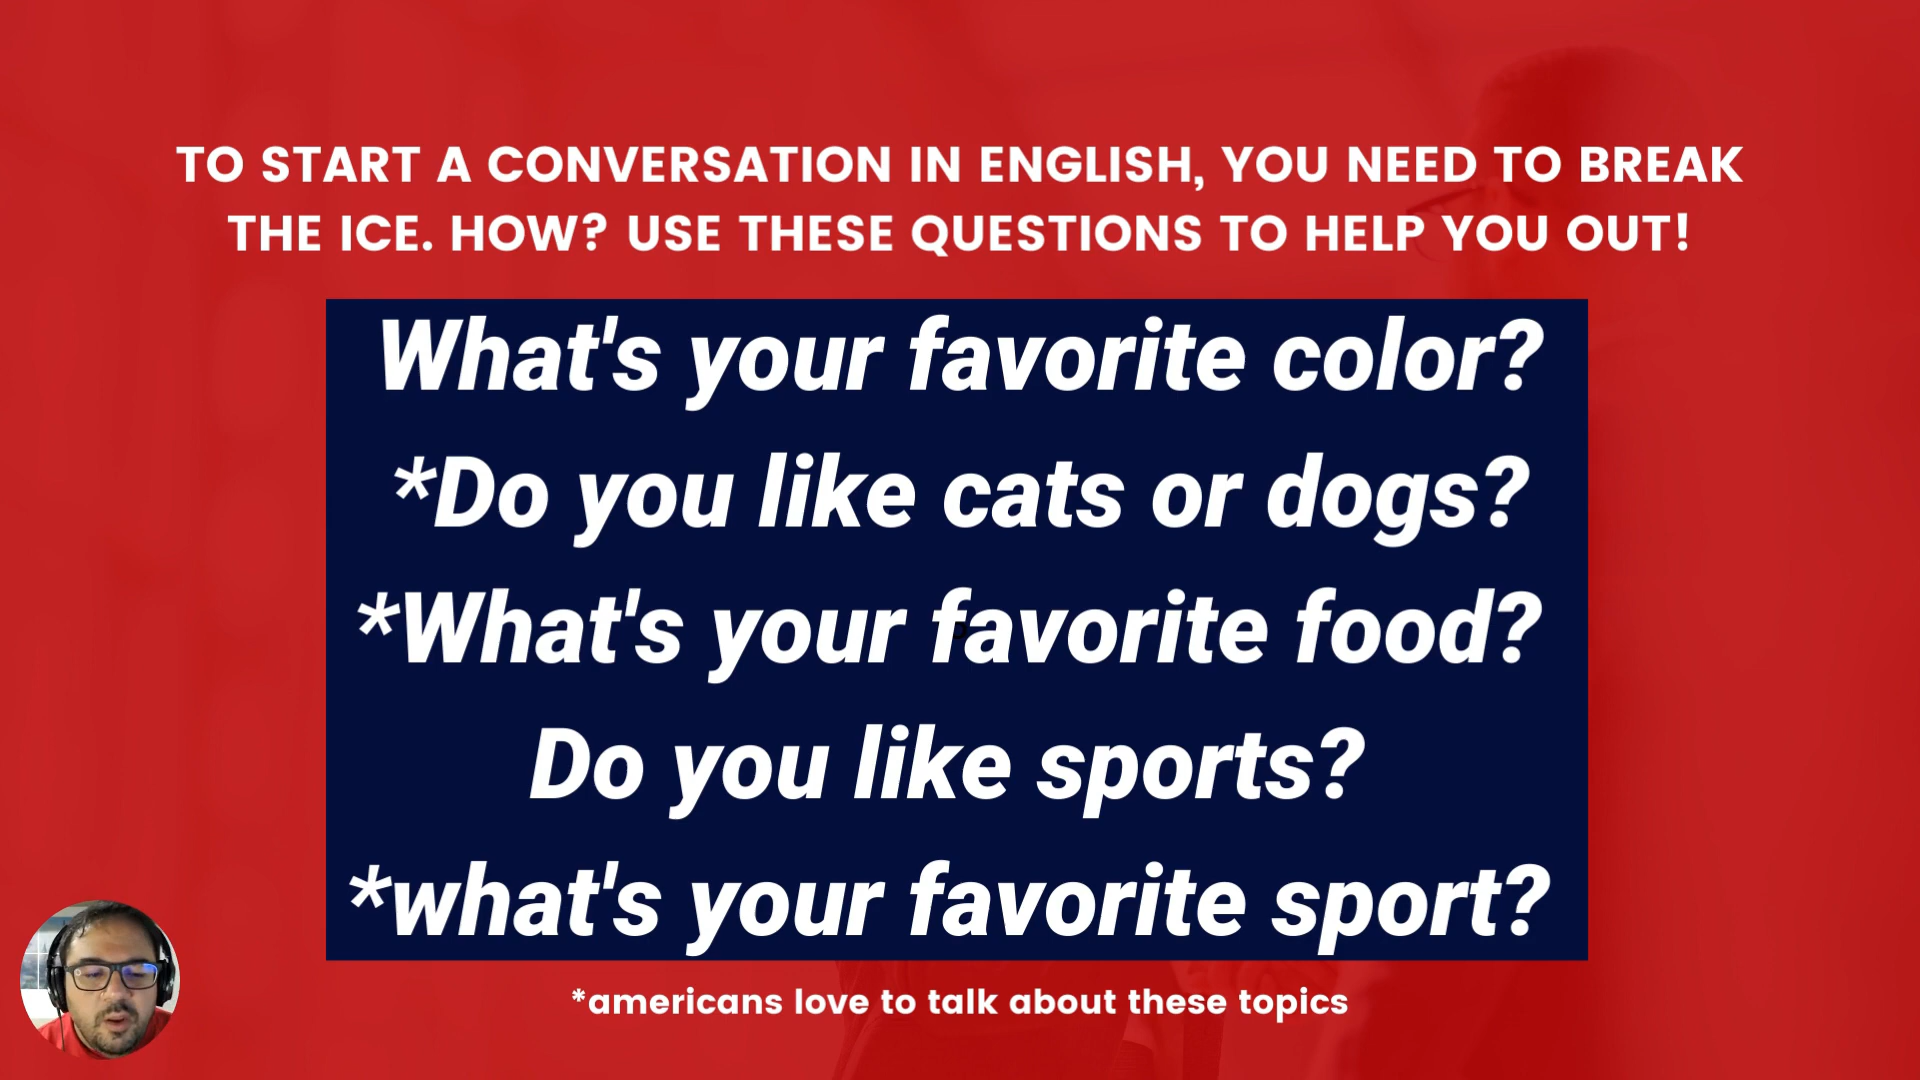 TO START A CONVERSATION IN ENGLISH, YOU NEED TO BREAK
THE ICE. HOW? USE THESE QUESTIONS TO HELP YOU OUT!
What's your favorite color?
*Do you like cats or dogs?
*What's your favorite food?
Do you like sports?
*what's your favorite sport?
*americans love to talk about these topics